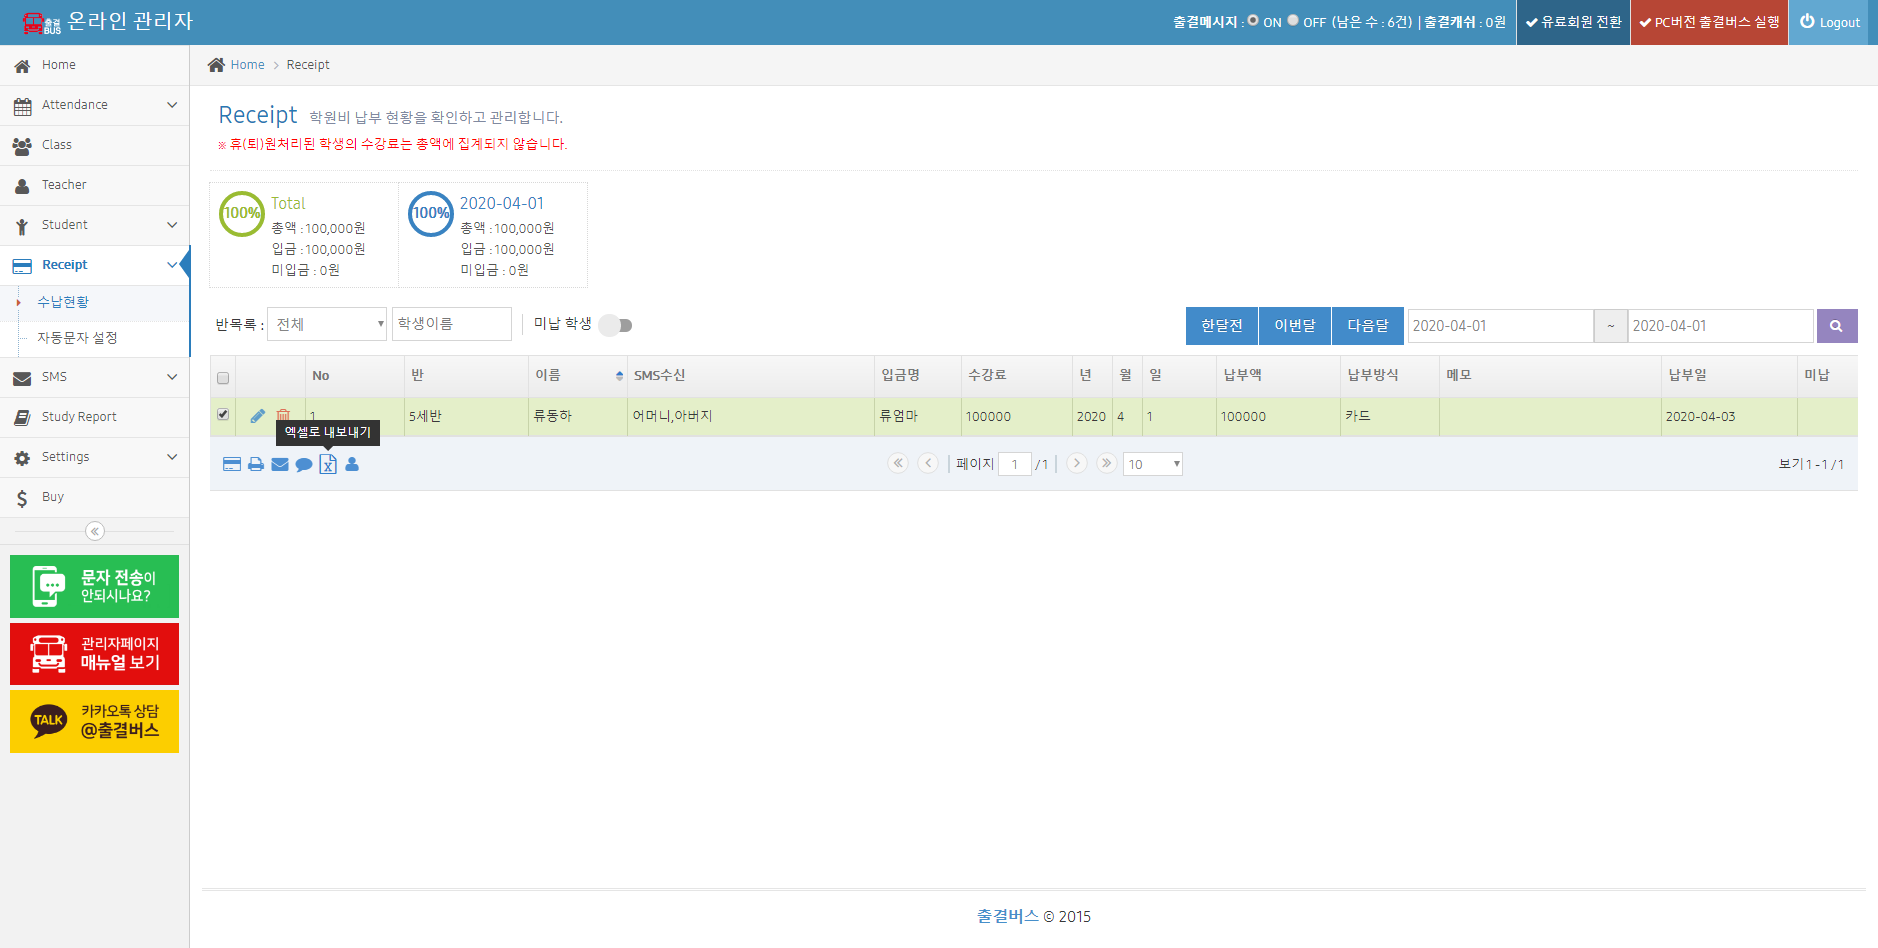 출결
BUS
온라인 관리자
출결메시지 : ON OFF (남은 수 : 6건) | 출결캐쉬 : 0원
유료회원 전환
PC버전 출결버스 실행
Logout
Home
Attendance
Class
Teacher
Student
Receipt
수납현황
자동문자 설정
SMS
Study Report
Settings
Buy
문자 전송이
안되시나요?
관리자페이지
매뉴얼 보기
TALK
카카오톡 상담
@출결버스
Home > Receipt
Receipt 학원비 납부 현황을 확인하고 관리합니다.
※ 휴(퇴)원처리된 학생의 수강료는 총액에 집계되지 않습니다.
100%
Total
총액 : 100,000원
입금 : 100,000원
미입금 : 0원
100%
2020-04-01
총액 : 100,000원
입금 : 100,000원
미입금 : 0원
반목록 : 전체 학생이름 미납 학생
한달전 이번달 다음달 2020-04-01 ~ 2020-04-01
No 반 이름 SMS수신 입금명 수강료 년 월 일 납부액 납부방식 메모 납부일 미납
1 5세반 류동하 어머니,아버지 류엄마 100000 2020 4 1 100000 카드 2020-04-03
엑셀로 내보내기
페이지 1 / 1 10
보기 1 - 1 / 1
출결버스 © 2015